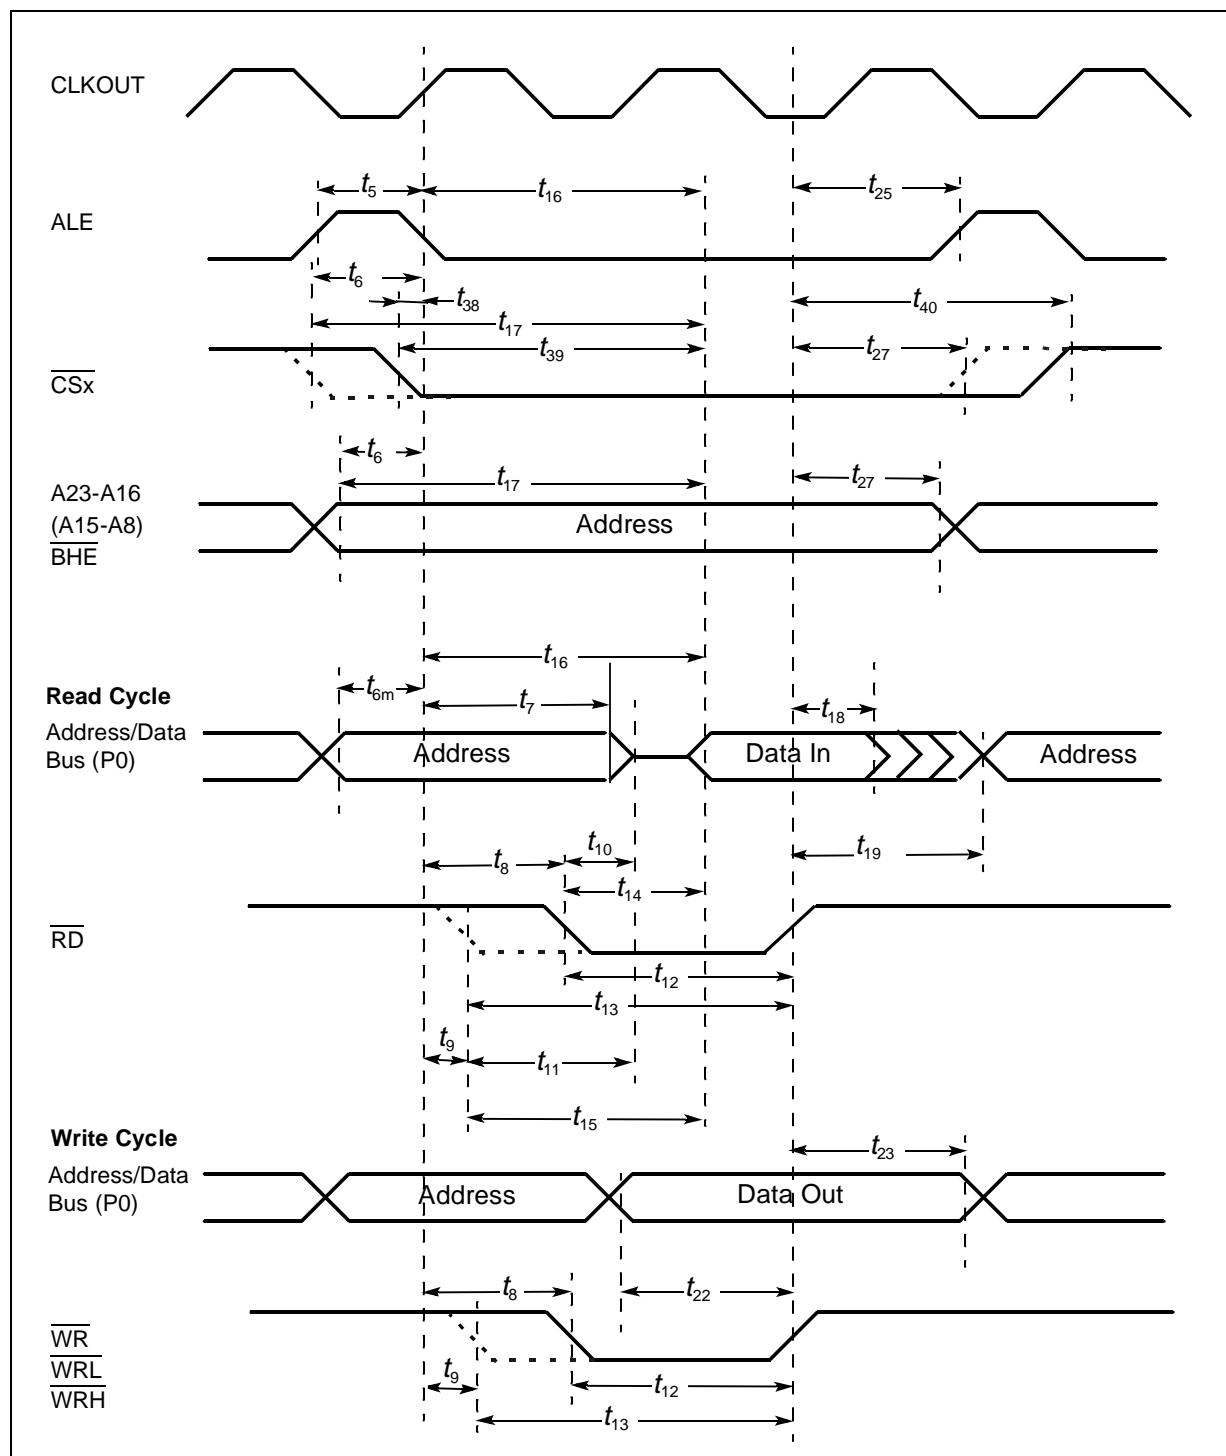 CLKOUT
t5
t16
t25
ALE
t6
t38
t40
t17
t39
t27
CSx
t6
t17
t27
A23-A16
(A15-A8)
BHE
Address
t16
t6m
t7
t18
Read Cycle
Address/Data
Bus (P0)
Address
Data In
Address
t8
t10
t19
t14
RD
t12
t13
t9
t11
t15
Write Cycle
t23
Address/Data
Bus (P0)
Address
Data Out
t8
t22
WR
WRL
WRH
t9
t12
t13